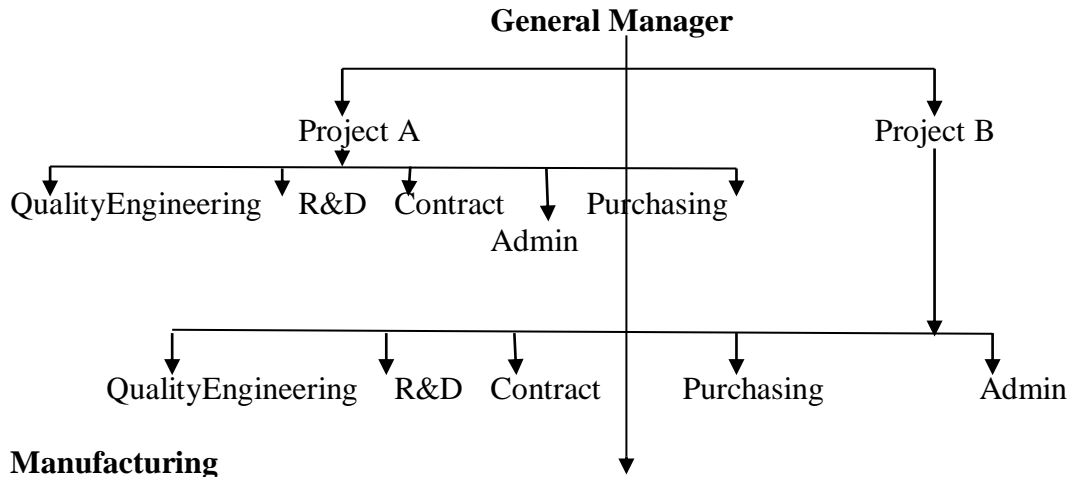 General Manager
Project A Project B
QualityEngineering R&D Contract Purchasing
Admin
QualityEngineering R&D Contract Purchasing Admin
Manufacturing